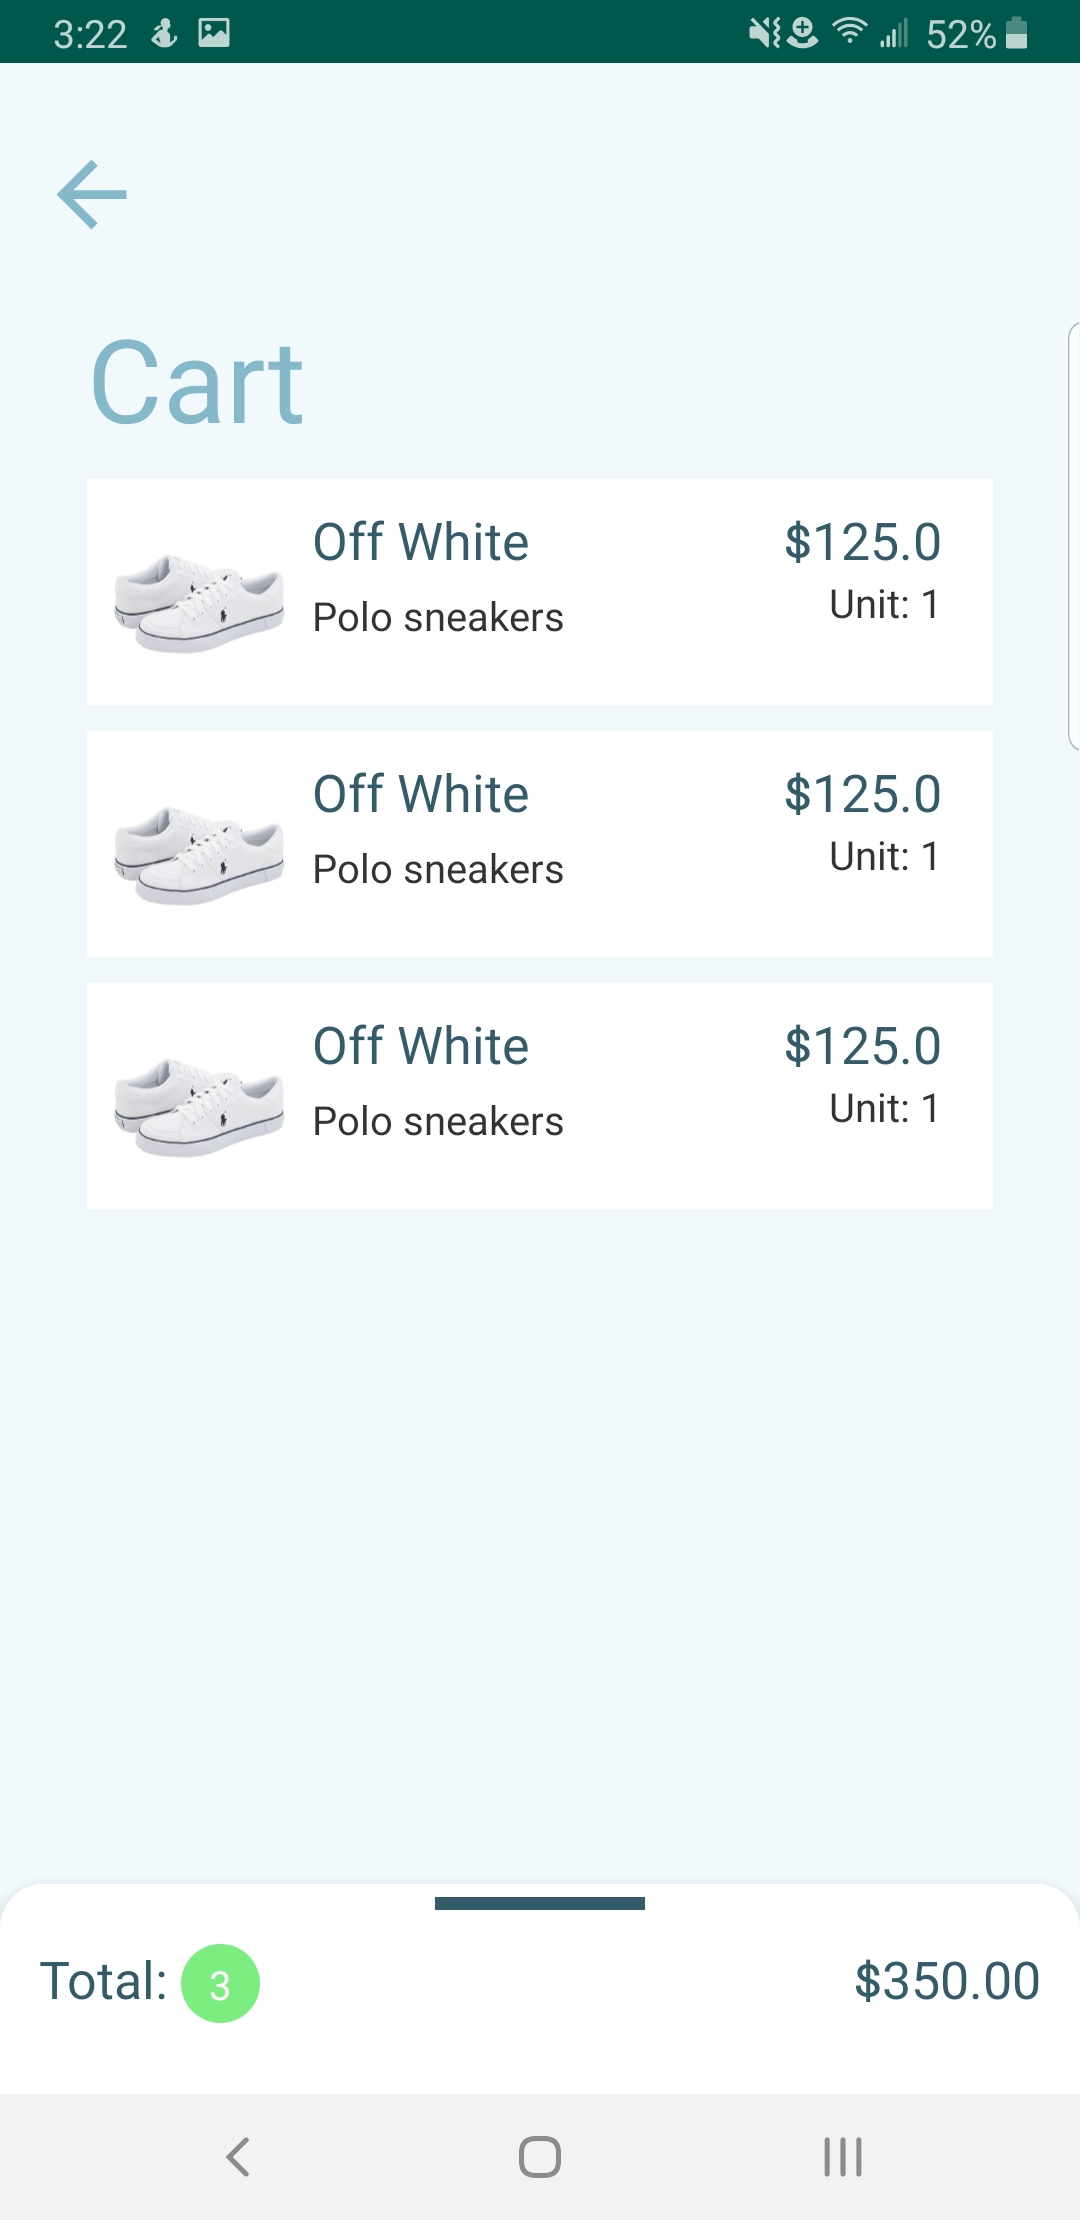 3:22 52%
Cart
Off White $125.0
Polo sneakers Unit: 1
Off White $125.0
Polo sneakers Unit: 1
Off White $125.0
Polo sneakers Unit: 1
Total: 3 $350.00